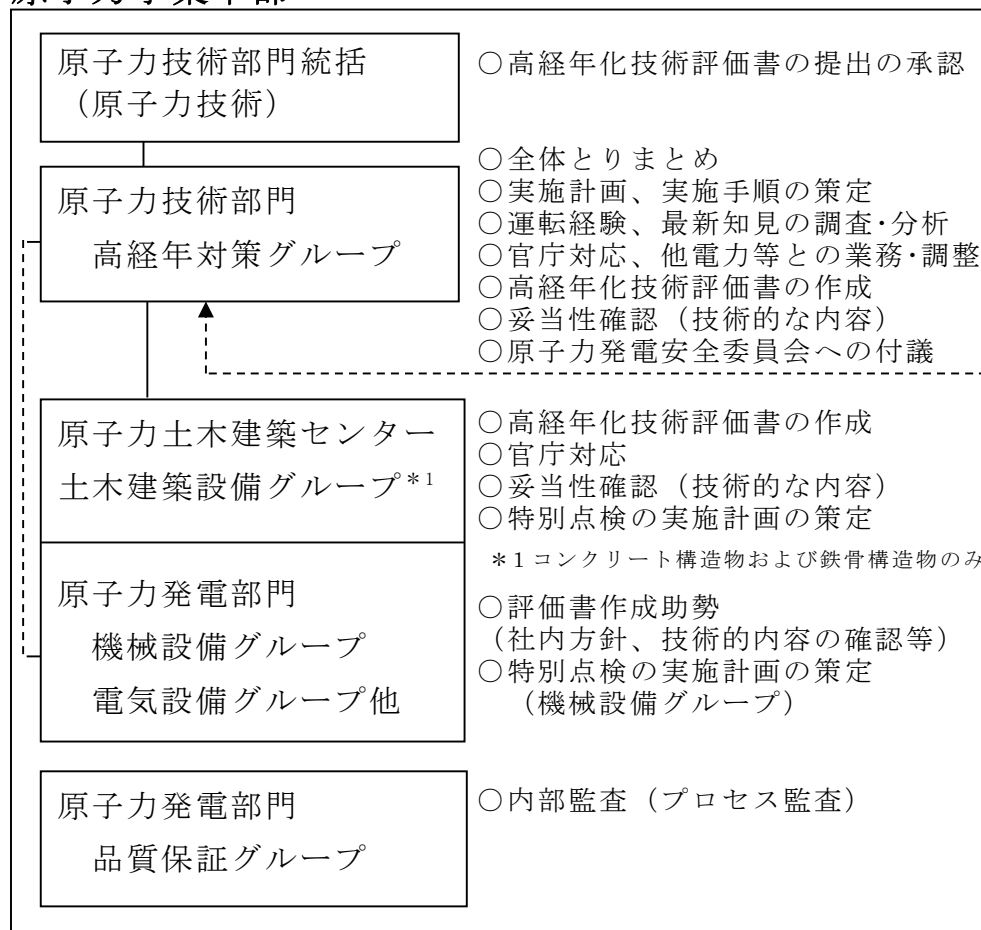 原子力事業本部
原子力技術部門統括
(原子力技術)
○高経年化技術評価書の提出の承認
原子力技術部門
高経年対策グループ
○全体とりまとめ
○実施計画、実施手順の策定
○運転経験、最新知見の調査・分析
○官庁対応、他電力等との業務・調整
○高経年化技術評価書の作成
○妥当性確認（技術的な内容）
○原子力発電安全委員会への付議
原子力土木建築センター
土木建築設備グループ*1
○高経年化技術評価書の作成
○官庁対応
○妥当性確認（技術的な内容）
○特別点検の実施計画の策定
*1コンクリート構造物および鉄骨構造物のみ
原子力発電部門
機械設備グループ
電気設備グループ他
○評価書作成助勢
（社内方針、技術的内容の確認等）
○特別点検の実施計画の策定
（機械設備グループ）
原子力発電部門
品質保証グループ
○内部監査（プロセス監査）